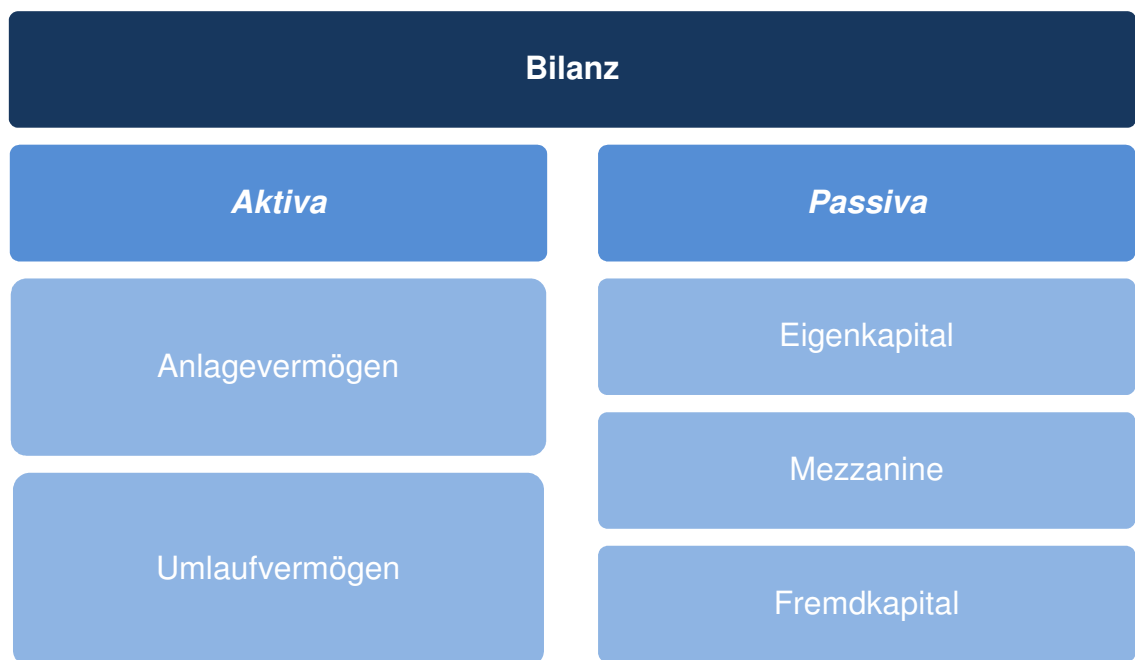 Bilanz
Aktiva
Passiva
Anlagevermögen
Umlaufvermögen
Eigenkapital
Mezzanine
Fremdkapital